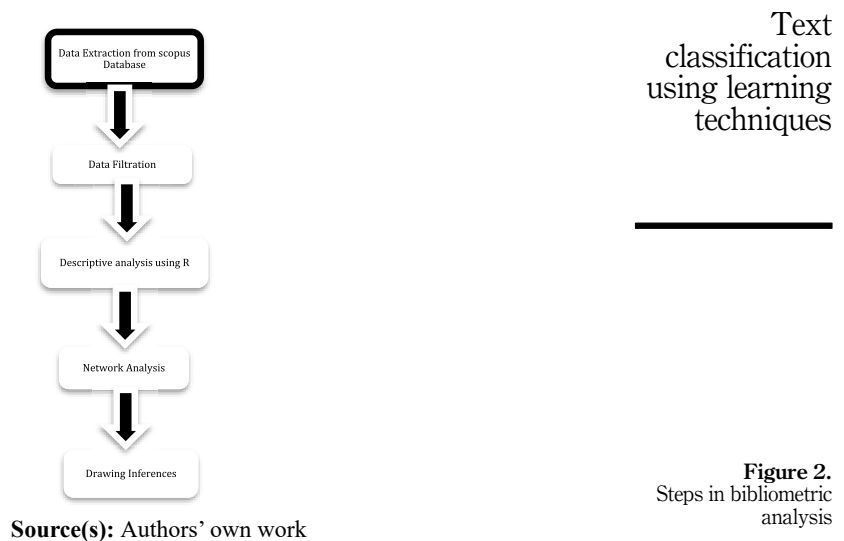 Text
classification
using learning
techniques
Data Extraction from scopus
Database
Data Filtration
Descriptive analysis using R
Network Analysis
Drawing Inferences
Figure 2.
Steps in bibliometric
analysis
Source(s): Authors' own work